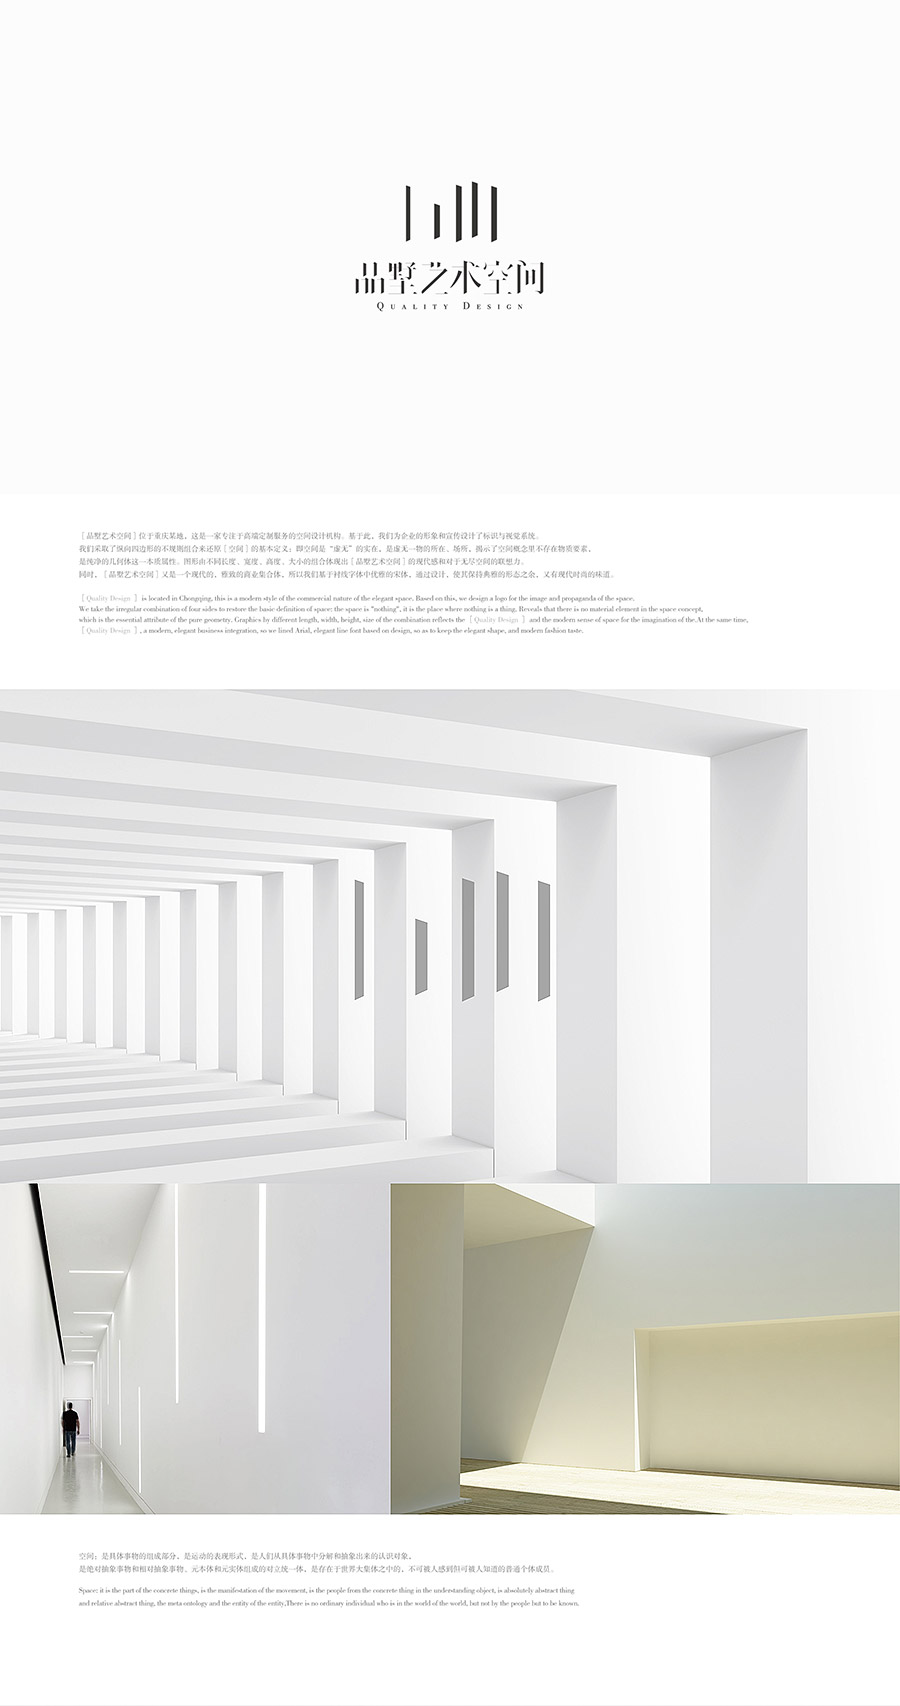 品墅艺术空间
QUALITY DESIGN
[品墅艺术空间]位于重庆某地，这是一家专注于高端定制服务的空间设计机构。基于此，我们为企业的形象和宣传设计了标识与视觉系统。
我们采取了纵向四边形的不规则组合来还原[空间]的基本定义：即空间是“虚无”的实在，是虚无一物的所在、场所，揭示了空间概念里不存在物质要素，
是纯净的几何体这一本质属性。图形由不同长度、宽度、高度、大小的组合体现出[品墅艺术空间]的现代感和对于无尽空间的联想力。
同时，[品墅艺术空间]又是一个现代的，雅致的商业集合体，所以我们基于衬线字体中优雅的宋体，通过设计，使其保持典雅的形态之余，又有现代时尚的味道。
[ Quality Design ] is located in Chongqing, this is a modern style of the commercial nature of the elegant space. Based on this, we design a logo for the image and propaganda of the space.
We take the irregular combination of four sides to restore the basic definition of space: the space is "nothing", it is the place where nothing is a thing. Reveals that there is no material element in the space concept,
which is the essential attribute of the pure geometry. Graphics by different length, width, height, size of the combination reflects the [ Quality Design ] and the modern sense of space for the imagination of the.At the same time,
[ Quality Design ], a modern, elegant business integration, so we lined Arial, elegant line font based on design, so as to keep the elegant shape, and modern fashion taste.
空间：是具体事物的组成部分，是运动的表现形式，是人们从具体事物中分解和抽象出来的认识对象，
是绝对抽象事物和相对抽象事物、元本体和元实体组成的对立统一体，是存在于世界大集体之中的，不可被人感到但可被人知道的普通个体成员。
Space: it is the part of the concrete things, is the manifestation of the movement, is the people from the concrete thing in the understanding object, is absolutely abstract thing
and relative abstract thing, the meta ontology and the entity of the entity,There is no ordinary individual who is in the world of the world, but not by the people but to be known.